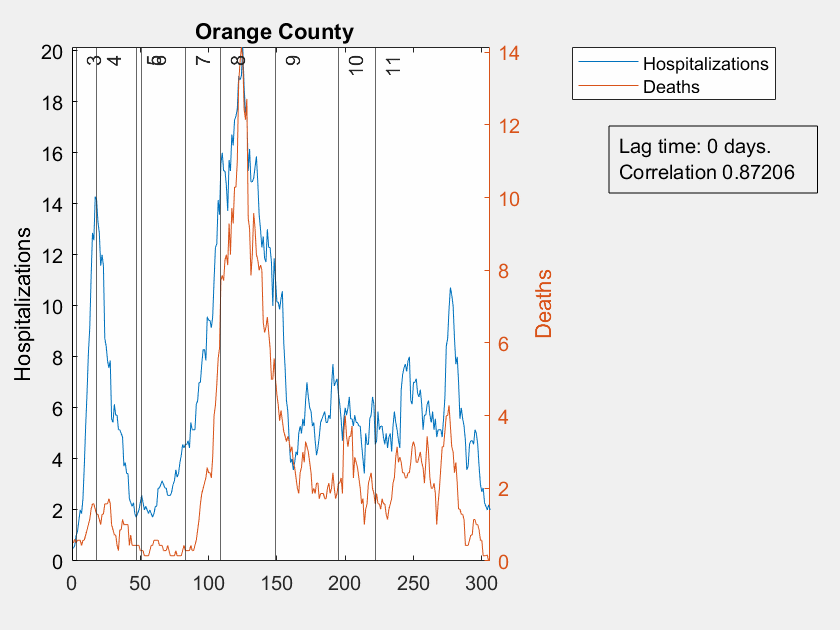 Orange County
Hospitalizations
20
18
16
14
12
10
8
6
4
2
0
3 4 5 6 7 8 9 10 11
0 50 100 150 200 250 300
14
12
10
8
6
4
2
0
Deaths
Hospitalizations
Deaths
Lag time: 0 days.
Correlation 0.87206